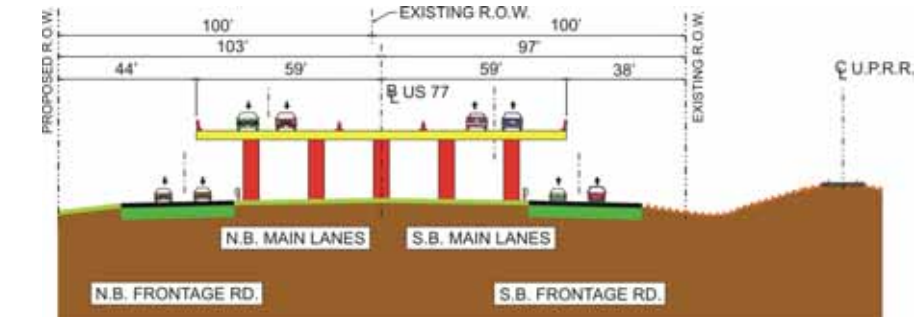 EXISTING R.O.W.
100'
100'
103'
97'
44'
59'
59'
38'
PROPOSED R.O.W.
EXISTING R.O.W.
℄ U.P.R.R.
B
L US 77
N.B. MAIN LANES
S.B. MAIN LANES
N.B. FRONTAGE RD.
S.B. FRONTAGE RD.